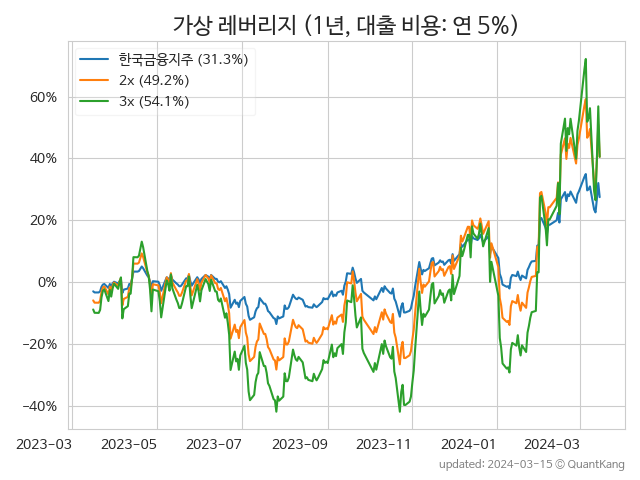 가상 레버리지 (1년, 대출 비용: 연 5%)
한국금융지주 (31.3%)
2x (49.2%)
3x (54.1%)
60%
40%
20%
0%
−20%
−40%
2023-03
2023-05
2023-07
2023-09
2023-11
2024-01
2024-03
updated: 2024-03-15 © QuantKang